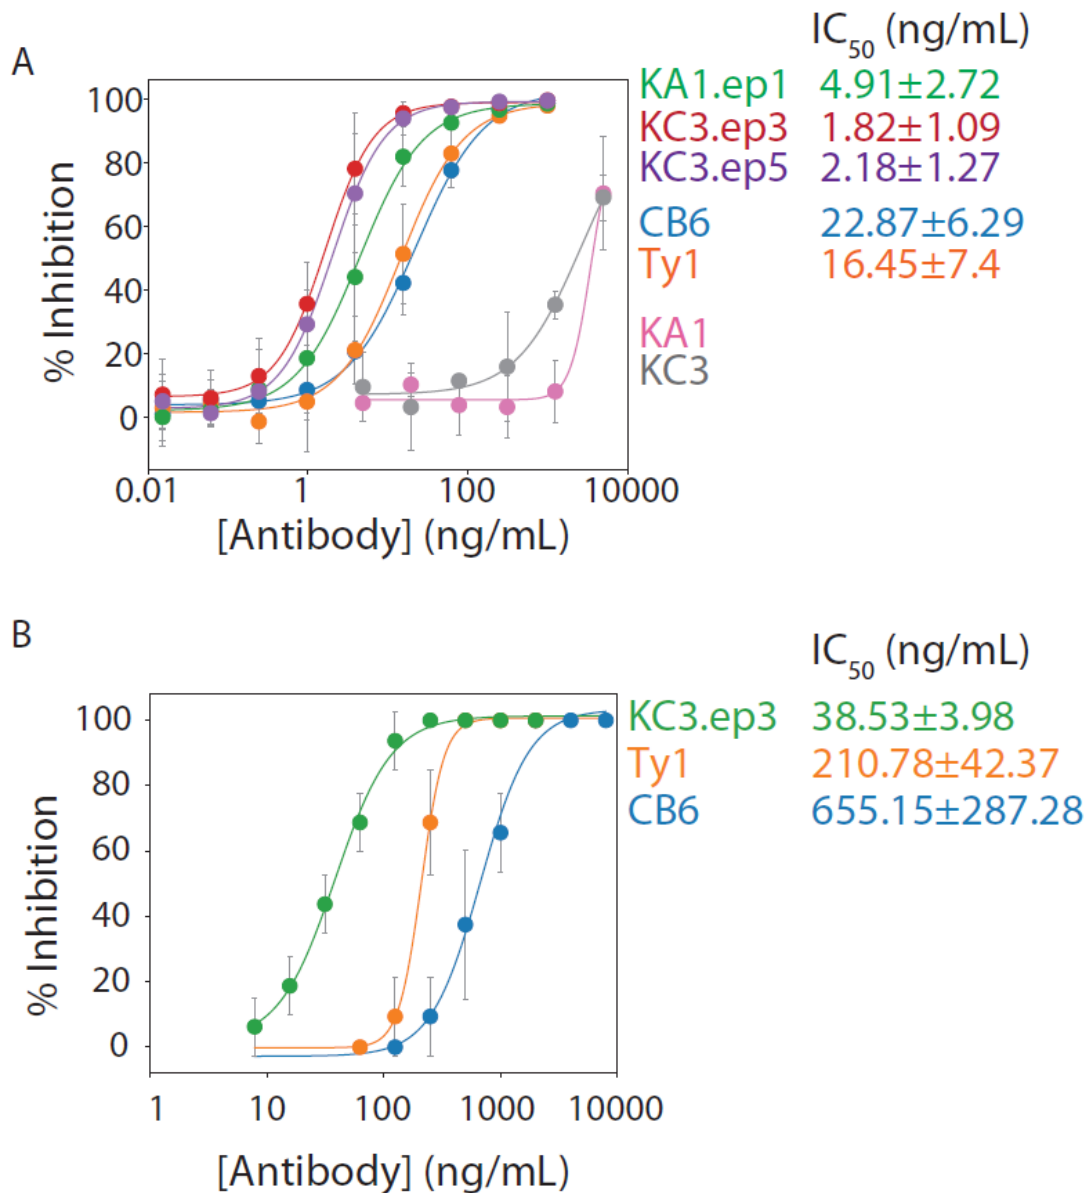 A
IC50 (ng/mL)
KA1.ep1 4.91±2.72
KC3.ep3 1.82±1.09
KC3.ep5 2.18±1.27
CB6 22.87±6.29
Ty1 16.45±7.4
KA1
KC3
100
80
60
40
20
0
% Inhibition
0.01 1 100 10000
[Antibody] (ng/mL)
B
IC50 (ng/mL)
KC3.ep3 38.53±3.98
Ty1 210.78±42.37
CB6 655.15±287.28
100
80
60
40
20
0
% Inhibition
1 10 100 1000 10000
[Antibody] (ng/mL)